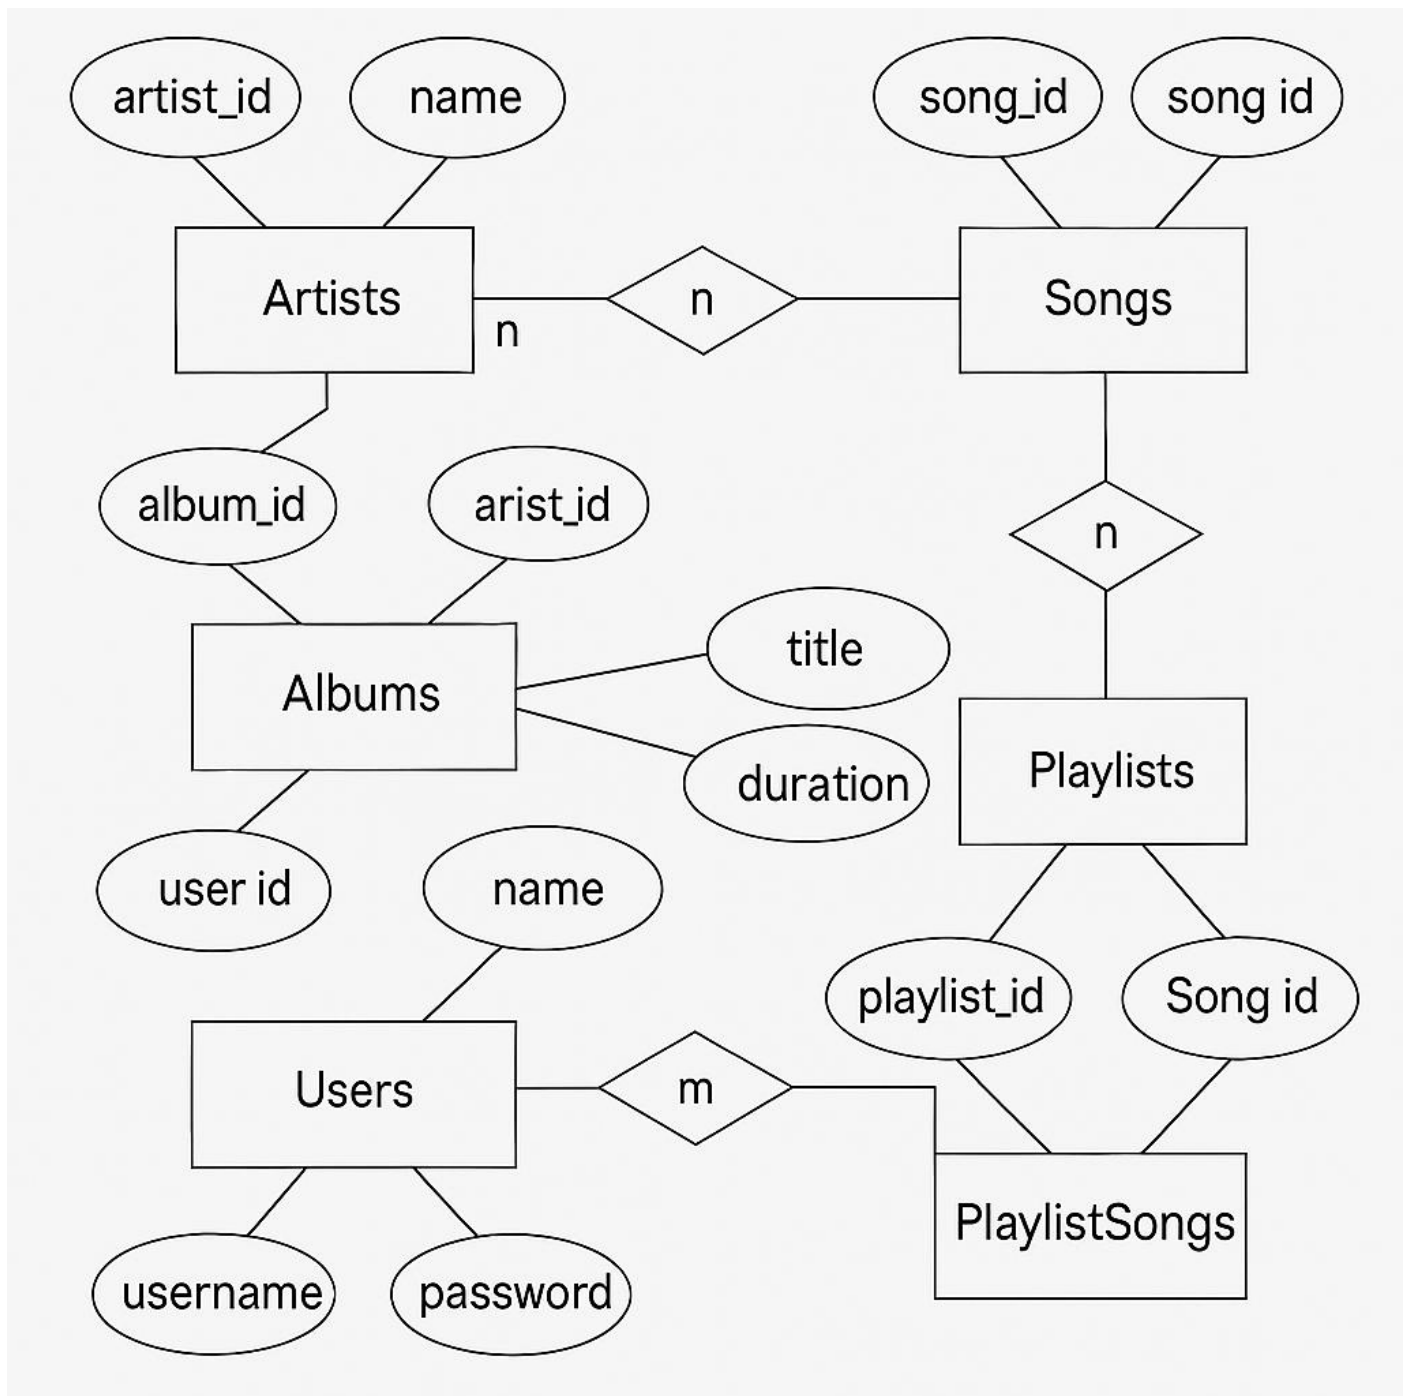 artist_id
name
song_id
song id
Artists
n
n
Songs
album_id
arist_id
n
title
Albums
duration
Playlists
user id
name
playlist_id
Song id
Users
m
PlaylistSongs
username
password